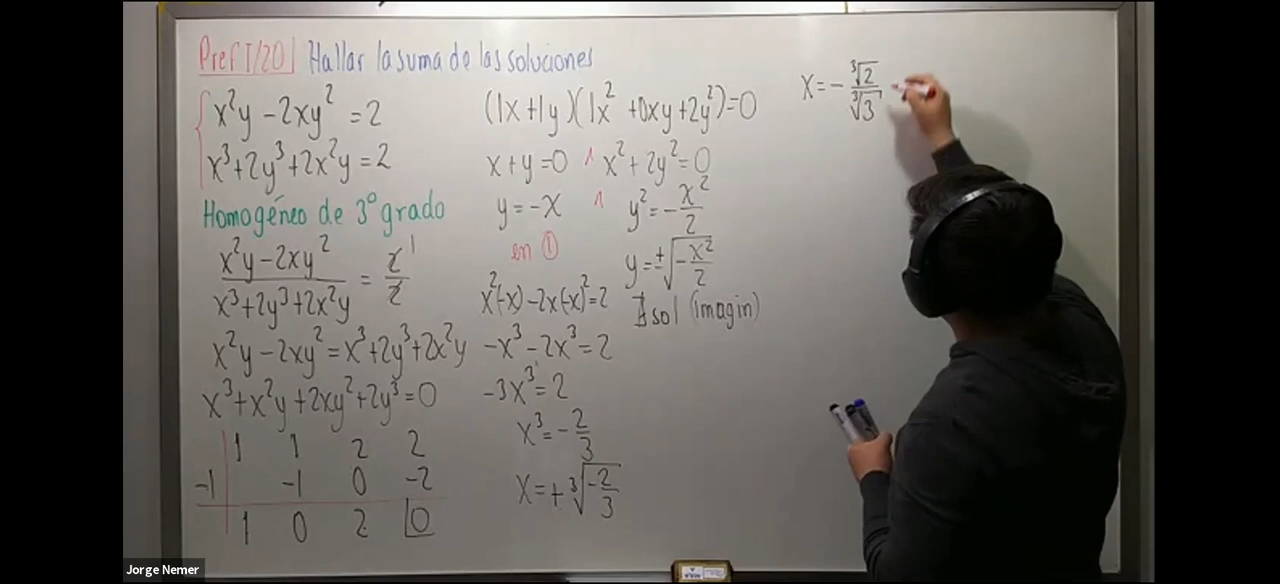 Pref I/20 Hallar la suma de las soluciones
x²y - 2xy² = 2
x³+2y³+2x²y = 2
Homogéneo de 3° grado
x²y - 2xy² / x³+2y³+2x²y = 2/2 1
x²y - 2xy² = x³+2y³+2x²y
x³+x²y+2xy²+2y³ = 0
1 1 2 2
-1 -1 0 -2
1 0 2 0
(1x+1y)(1x²+0xy+2y²)=0
x+y=0 ∧ x²+2y²=0
y=-x ∧ y²=-x²/2
en ① y=±√-x²/2
x²(-x)-2x(-x)²=2 ∄ sol (imagin)
-x³-2x³=2
-3x³=2
x³=-2/3
x=+∛-2/3
x=-∛2/∛3
Jorge Nemer